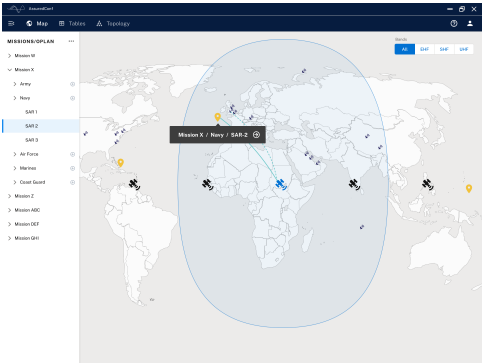 AssuredConf
Map
Tables
Topology
MISSIONS/OPLAN
Bands
All
EHF
SHF
UHF
Mission W
Mission X
Army
Navy
SAR 1
SAR 2
SAR 3
Air Force
Marines
Coast Guard
Mission Z
Mission ABC
Mission DEF
Mission GHI
Mission X / Navy / SAR-2